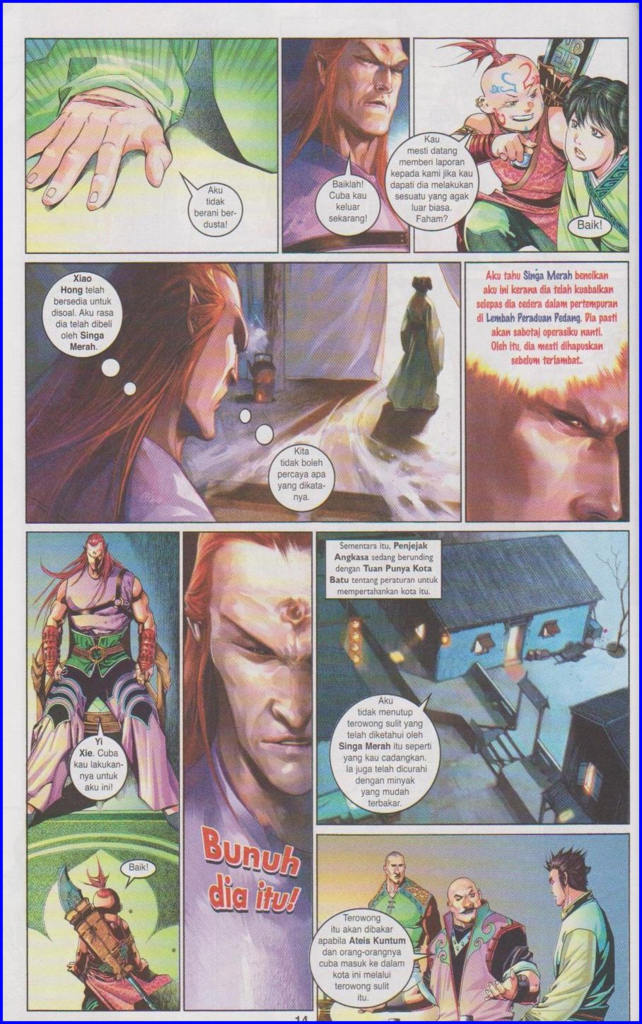 Aku
tidak
berani ber-
dusta!
Baiklah!
Cuba kau
keluar
sekarang!
Kau
mesti datang
memberi laporan
kepada kami jika kau
dapati dia melakukan
sesuatu yang agak
luar biasa.
Faham?
Baik!
Xiao
Hong telah
bersedia untuk
disoal. Aku rasa
dia telah dibeli
oleh Singa
Merah.
Kita
tidak boleh
percaya apa
yang dikata-
nya.
Aku tahu Singa Merah bencikan
aku ini kerana dia telah kuabaikan
selepas dia cedera dalam pertempuran
di Lembah Peraduan Pedang. Dia pasti
akan sabotaj operasiku nanti.
Oleh itu, dia mesti dihapuskan
sebelum terlambat..
Yi
Xie. Cuba
kau lakukan-
nya untuk
aku ini!
Baik!
Bunuh
dia itu!
Sementara itu, Penjejak
Angkasa sedang berunding
dengan Tuan Punya Kota
Batu tentang peraturan untuk
mempertahankan kota itu.
Aku
tidak menutup
terowong sulit yang
telah diketahui oleh
Singa Merah itu seperti
yang kau cadangkan.
Ia juga telah dicurahi
dengan minyak
yang mudah
terbakar.
Terowong
itu akan dibakar
apabila Ateis Kuntum
dan orang-orangnya
cuba masuk ke dalam
kota ini melalui
terowong sulit
itu.
14